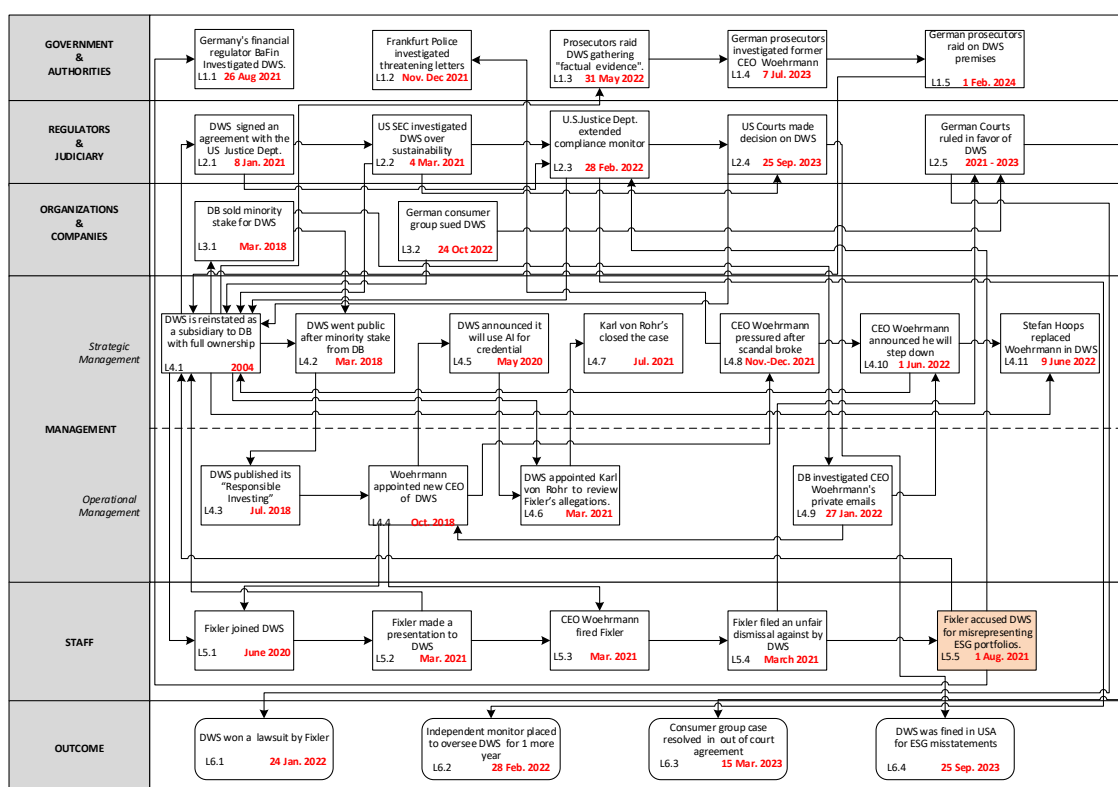 GOVERNMENT
&
AUTHORITIES
Germany's financial
regulator BaFin
Investigated DWS.
L1.1 26 Aug 2021
Frankfurt Police
investigated
threatening letters
L1.2 Nov. Dec 2021
Prosecutors raid
DWS gathering
"factual evidence".
L1.3 31 May 2022
German prosecutors
investigated former
CEO Woehrmann
L1.4 7 Jul. 2023
German prosecutors
raid on DWS
premises
L1.5 1 Feb. 2024
REGULATORS
&
JUDICIARY
DWS signed an
agreement with the
US Justice Dept.
L2.1 8 Jan. 2021
US SEC investigated
DWS over
sustainability
L2.2 4 Mar. 2021
U.S.Justice Dept.
extended
compliance monitor
L2.3 28 Feb. 2022
US Courts made
decision on DWS
L2.4 25 Sep. 2023
German Courts
ruled in favor of
DWS
L2.5 2021 - 2023
ORGANIZATIONS
&
COMPANIES
DB sold minority
stake for DWS
L3.1 Mar. 2018
German consumer
group sued DWS
L3.2 24 Oct 2022
Strategic
Management
DWS is reinstated as
a subsidiary to DB
with full ownership
L4.1 2004
DWS went public
after minority stake
from DB
L4.2 Mar. 2018
DWS announced it
will use AI for
credential
L4.5 May 2020
Karl von Rohr's
closed the case
L4.7 Jul. 2021
CEO Woehrmann
pressured after
scandal broke
L4.8 Nov.-Dec. 2021
CEO Woehrmann
announced he will
step down
L4.10 1 Jun. 2022
Stefan Hoops
replaced
Woehrmann in DWS
L4.11 9 June 2022
MANAGEMENT
Operational
Management
DWS published its
“Responsible
Investing”
L4.3 Jul. 2018
Woehrmann
appointed new CEO
of DWS
L4.4 Oct. 2018
DWS appointed Karl
von Rohr to review
Fixler's allegations.
L4.6 Mar. 2021
DB investigated CEO
Woehrmann's
private emails
L4.9 27 Jan. 2022
STAFF
Fixler joined DWS
L5.1 June 2020
Fixler made a
presentation to
DWS
L5.2 Mar. 2021
CEO Woehrmann
fired Fixler
L5.3 Mar. 2021
Fixler filed an unfair
dismissal against by
DWS
L5.4 March 2021
Fixler accused DWS
for misrepresenting
ESG portfolios.
L5.5 1 Aug. 2021
OUTCOME
DWS won a lawsuit by
Fixler
L6.1 24 Jan. 2022
Independent monitor placed
to oversee DWS for 1 more
year
L6.2 28 Feb. 2022
Consumer group case
resolved in out of court
agreement
L6.3 15 Mar. 2023
DWS was fined in USA
for ESG misstatements
L6.4 25 Sep. 2023